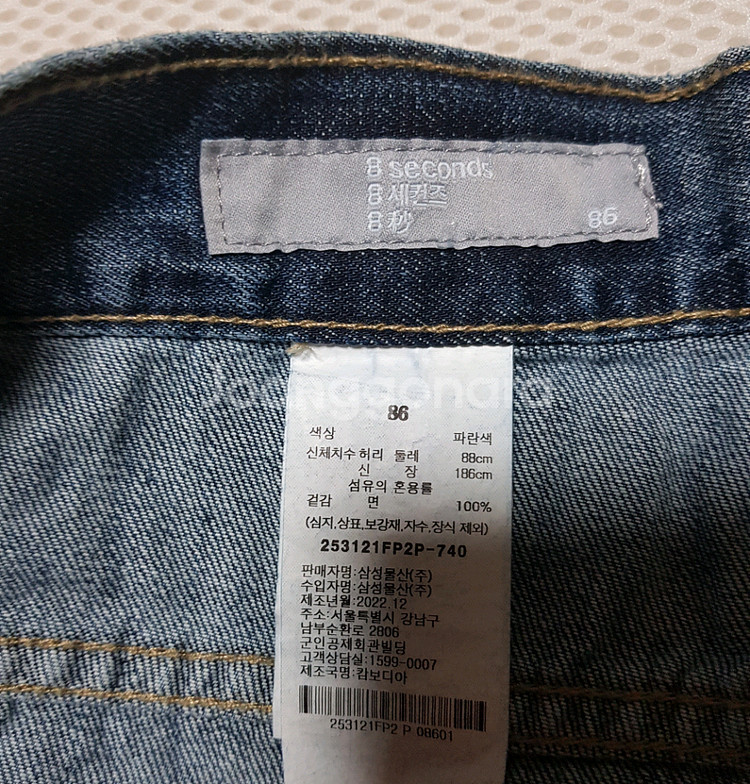 8 seconds
8 세컨즈
8 秒
86
Joonggonara
86
색상 파란색
신체치수 허리 둘레 88cm
신 장 186cm
섬유의 혼용률
겉감 면 100%
(심지,상표,보강재,자수,장식 제외)
253121FP2P-740
판매자명:삼성물산(주)
수입자명:삼성물산(주)
제조년월:2022.12
주소:서울특별시 강남구
남부순환로 2806
군인공제회관빌딩
고객상담실:1599-0007
제조국명:캄보디아
253121FP2 P 08601